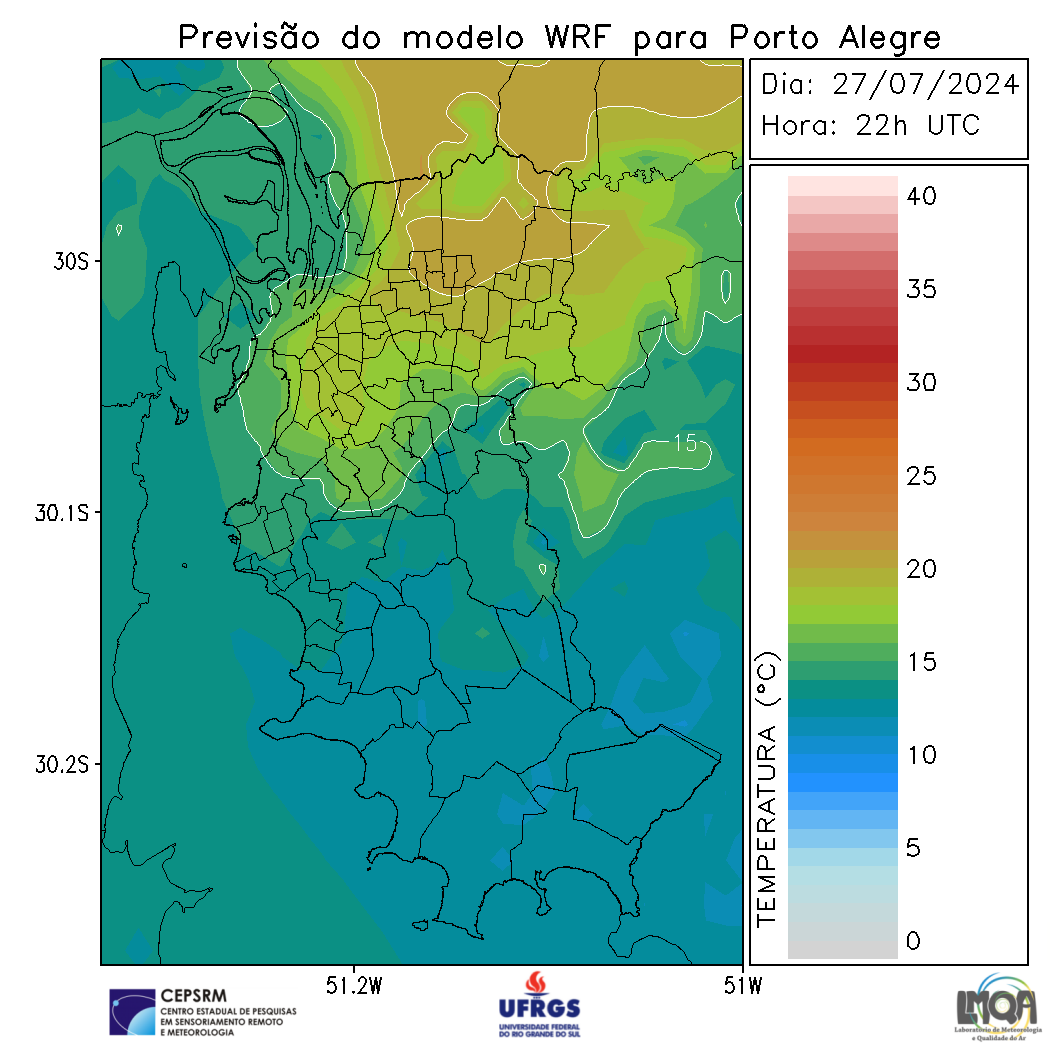 Previsão do modelo WRF para Porto Alegre
Dia: 27/07/2024
Hora: 22h UTC
40
35
30
25
20
15
10
5
0
TEMPERATURA (°C)
30S
30.1S
30.2S
15
51.2W
51W
CEPSRM
CENTRO ESTADUAL DE PESQUISAS
EM SENSORIAMENTO REMOTO
E METEOROLOGIA
UFRGS
UNIVERSIDADE FEDERAL
DO RIO GRANDE DO SUL
LMQA
Laboratório de Meteorologia
e Qualidade do Ar